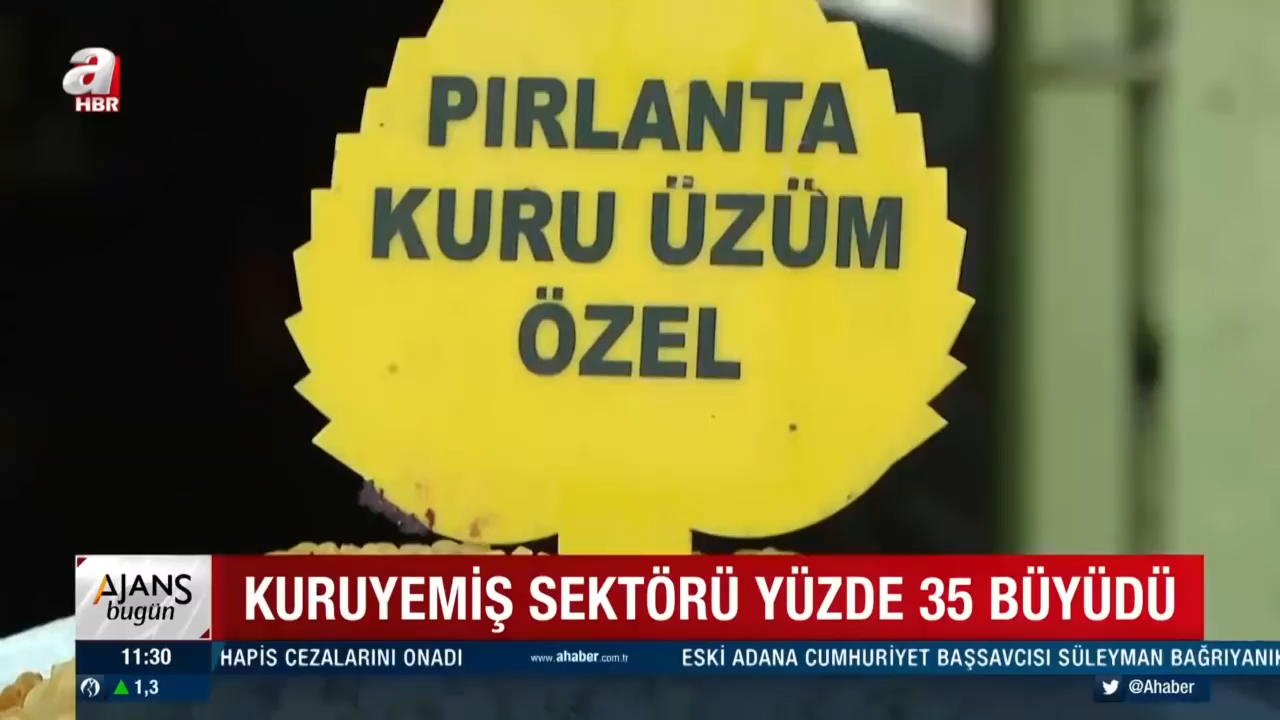 a
HBR
PIRLANTA
KURU ÜZÜM
ÖZEL
AJANS
bugün
KURUYEMİŞ SEKTÖRÜ YÜZDE 35 BÜYÜDÜ
11:30
HAPİS CEZALARINI ONADI
www.ahaber.com.tr
ESKİ ADANA CUMHURİYET BAŞSAVCISI SÜLEYMAN BAĞRIYANIK
1,3
@Ahaber